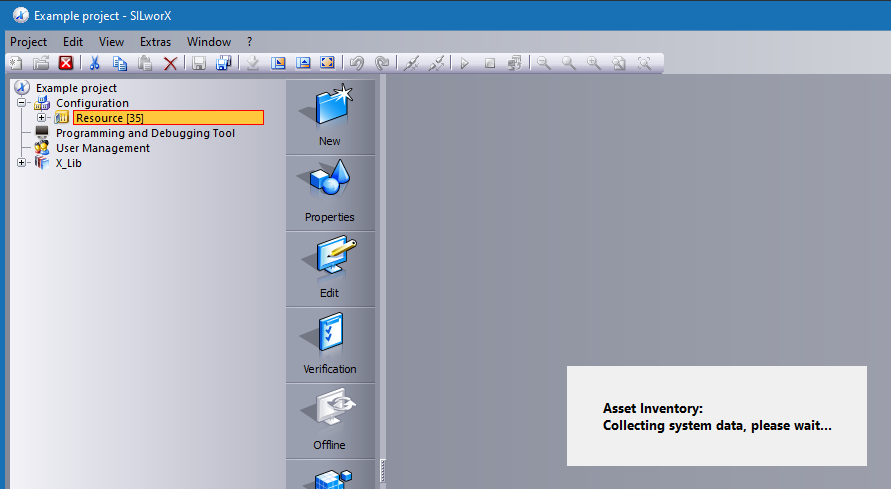 Example project - SILworX
Project Edit View Extras Window ?
Example project
Configuration
Resource [35]
Programming and Debugging Tool
User Management
X_Lib
New
Properties
Edit
Verification
Offline
Asset Inventory:
Collecting system data, please wait...